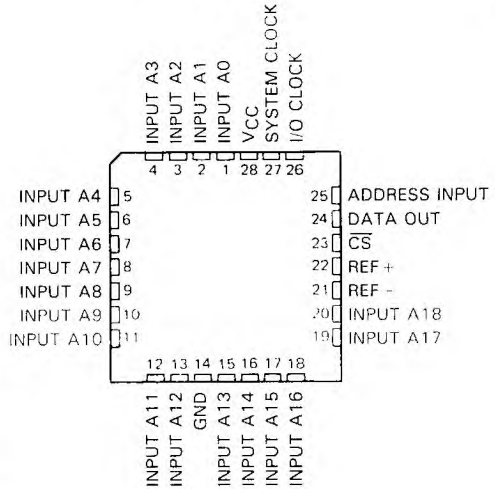 INPUT A3
INPUT A2
INPUT A1
INPUT A0
VCC
SYSTEM CLOCK
I/O CLOCK
4 3 2 1 28 27 26
INPUT A4 5
INPUT A5 6
INPUT A6 7
INPUT A7 8
INPUT A8 9
INPUT A9 10
INPUT A10 11
25 ADDRESS INPUT
24 DATA OUT
23 C̅S̅
22 REF +
21 REF -
20 INPUT A18
19 INPUT A17
12 13 14 15 16 17 18
INPUT A11
INPUT A12
GND
INPUT A13
INPUT A14
INPUT A15
INPUT A16